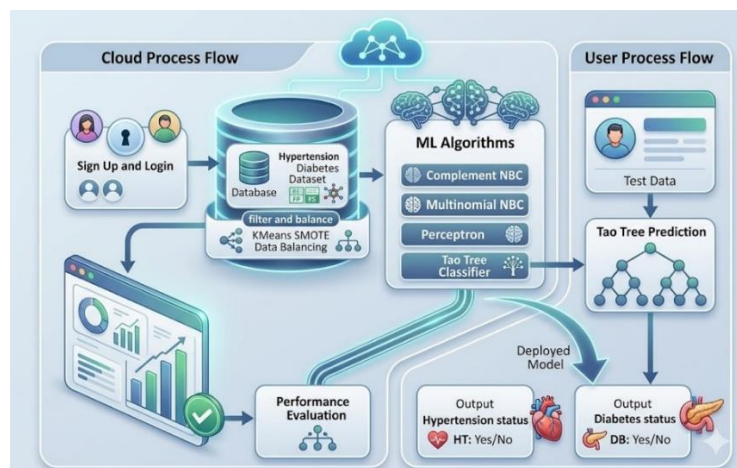 Cloud Process Flow
User Process Flow
Sign Up and Login
Hypertension
Diabetes
Dataset
Database
filter and balance
KMeans SMOTE
Data Balancing
ML Algorithms
Complement NBC
Multinomial NBC
Perceptron
Tao Tree
Classifier
Test Data
Tao Tree Prediction
Performance
Evaluation
Deployed
Model
Output
Hypertension status
HT: Yes/No
Output
Diabetes status
DB: Yes/No